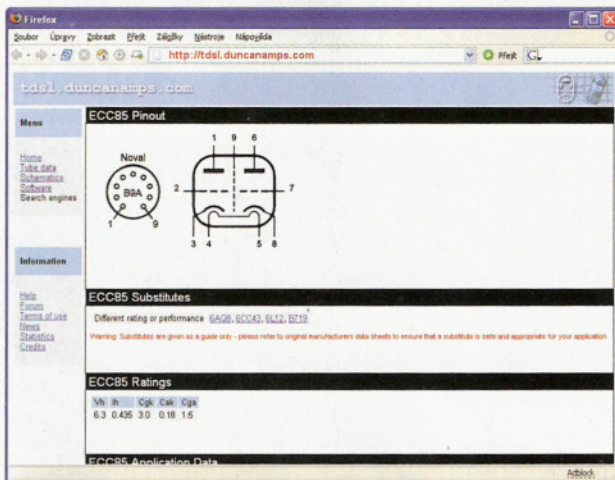 Firefox
Soubor Úpravy Zobrazit Přejít Záložky Nástroje Nápověda
http://tdsl.duncanamps.com Přejít G
tdsl.duncanamps.com
Menu
Home
Tube data
Schematics
Software
Search engines
Information
Help
Forum
Terms of use
News
Statistics
Credits
ECC85 Pinout
Noval
B9A
1 9
1 9 6
2 7
3 4 5 8
ECC85 Substitutes
Different rating or performance 6AQ8, 6CC43, 6L12, B719
Warning: Substitutes are given as a guide only - please refer to original manufacturers data sheets to ensure that a substitute is safe and appropriate for your application
ECC85 Ratings
Vh Ih Cgk Cak Cga
6.3 0.435 3.0 0.18 1.5
ECC85 Application Data
Adblock